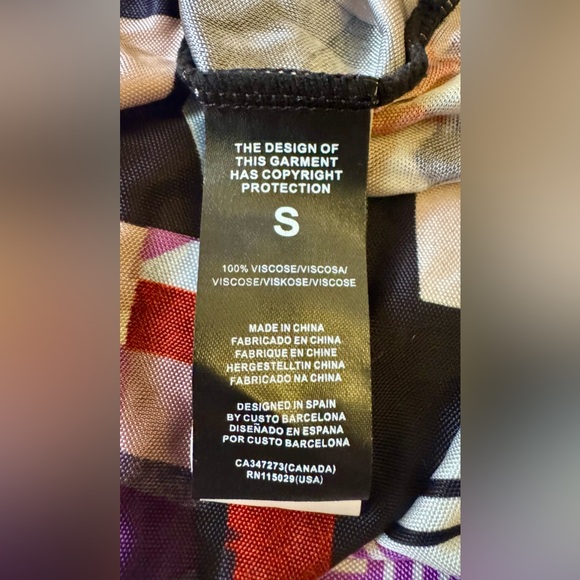 THE DESIGN OF
THIS GARMENT
HAS COPYRIGHT
PROTECTION
S
100% VISCOSE/VISCOSA/
VISCOSE/VISKOSE/VISCOSE
MADE IN CHINA
FABRICADO EN CHINA
FABRIQUE EN CHINE
HERGESTELLTIN CHINA
FABRICADO NA CHINA
DESIGNED IN SPAIN
BY CUSTO BARCELONA
DISEÑADO EN ESPANA
POR CUSTO BARCELONA
CA347273(CANADA)
RN115029(USA)